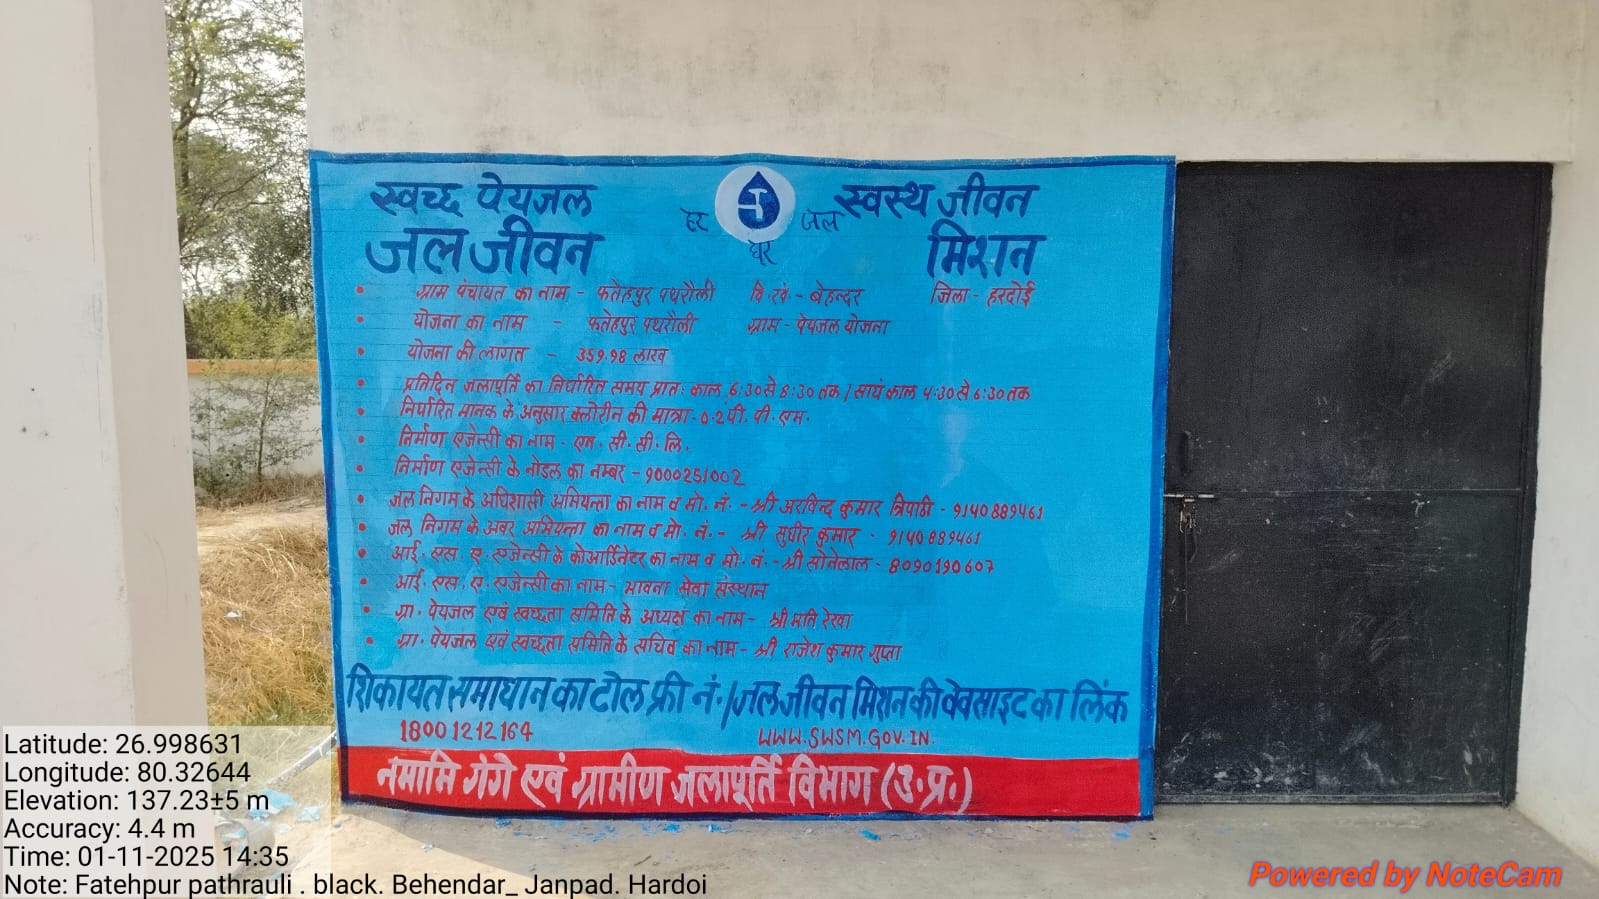 स्वच्छ पेयजल
स्वस्थ जीवन
हर
घर
जल
जल जीवन
मिशन
• ग्राम पंचायत का नाम - फतेहपुर पथरौली वि.खं.- बेहन्दर जिला - हरदोई
• योजना का नाम - फतेहपुर पथरौली ग्राम - पेयजल योजना
• योजना की लागत - 359.98 लाख
• प्रतिदिन जलापूर्ति का निर्धारित समय प्रात: काल 6:30 से 8:30 तक / सायं काल 4:30 से 6:30 तक
• निर्धारित मानक के अनुसार क्लोरीन की मात्रा - 0.2 पी. पी. एम.
• निर्माण एजेन्सी का नाम - एन. सी. सी. लि.
• निर्माण एजेन्सी के नोडल का नम्बर - 9000251002
• जल निगम के अधिशासी अभियन्ता का नाम व मो. नं. - श्री अरविन्द कुमार त्रिपाठी - 9140889461
• जल निगम के अवर अभियन्ता का नाम व मो. नं. - श्री सुधीर कुमार - 9140889461
• आई. एस. ए. एजेन्सी के कोआर्डिनेटर का नाम व मो. नं. - श्री सोनेलाल - 8090190607
• आई. एस. ए. एजेन्सी का नाम - भावना सेवा संस्थान
• ग्रा. पेयजल एवं स्वच्छता समिति के अध्यक्ष का नाम - श्री मति रेखा
• ग्रा. पेयजल एवं स्वच्छता समिति के सचिव का नाम - श्री राजेश कुमार गुप्ता
शिकायत समाधान का टोल फ्री नं. / जल जीवन मिशन की वेबसाइट का लिंक
18001212164 WWW.SWSM.GOV.IN.
नमामि गंगे एवं ग्रामीण जलापूर्ति विभाग (उ.प्र.)
Latitude: 26.998631
Longitude: 80.32644
Elevation: 137.23±5 m
Accuracy: 4.4 m
Time: 01-11-2025 14:35
Note: Fatehpur pathrauli . black. Behendar_ Janpad. Hardoi
Powered by NoteCam